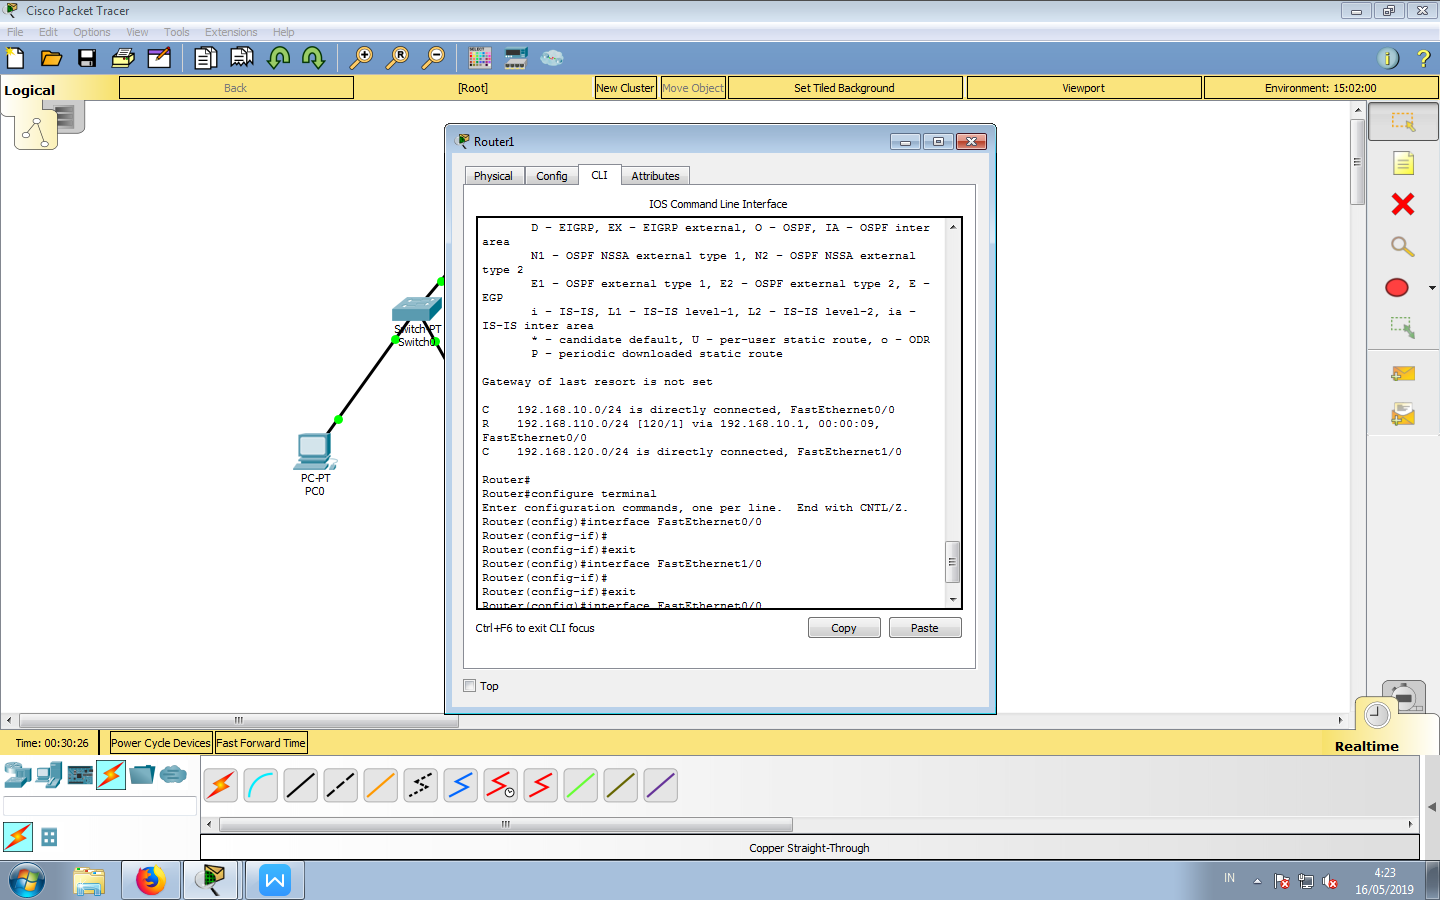 Cisco Packet Tracer
File Edit Options View Tools Extensions Help
Logical
Back
[Root]
New Cluster
Move Object
Set Tiled Background
Viewport
Environment: 15:02:00
Router1
Physical
Config
CLI
Attributes
IOS Command Line Interface
D - EIGRP, EX - EIGRP external, O - OSPF, IA - OSPF inter
area
N1 - OSPF NSSA external type 1, N2 - OSPF NSSA external
type 2
E1 - OSPF external type 1, E2 - OSPF external type 2, E -
EGP
i - IS-IS, L1 - IS-IS level-1, L2 - IS-IS level-2, ia -
IS-IS inter area
* - candidate default, U - per-user static route, o - ODR
P - periodic downloaded static route
Gateway of last resort is not set
C 192.168.10.0/24 is directly connected, FastEthernet0/0
R 192.168.110.0/24 [120/1] via 192.168.10.1, 00:00:09,
FastEthernet0/0
C 192.168.120.0/24 is directly connected, FastEthernet1/0
Router#
Router#configure terminal
Enter configuration commands, one per line. End with CNTL/Z.
Router(config)#interface FastEthernet0/0
Router(config-if)#
Router(config-if)#exit
Router(config)#interface FastEthernet1/0
Router(config-if)#
Router(config-if)#exit
Router(config)#interface FastEthernet0/0
Ctrl+F6 to exit CLI focus
Copy
Paste
Top
Switch-PT
Switch0
PC-PT
PC0
Time: 00:30:26
Power Cycle Devices
Fast Forward Time
Realtime
Copper Straight-Through
IN
4:23
16/05/2019